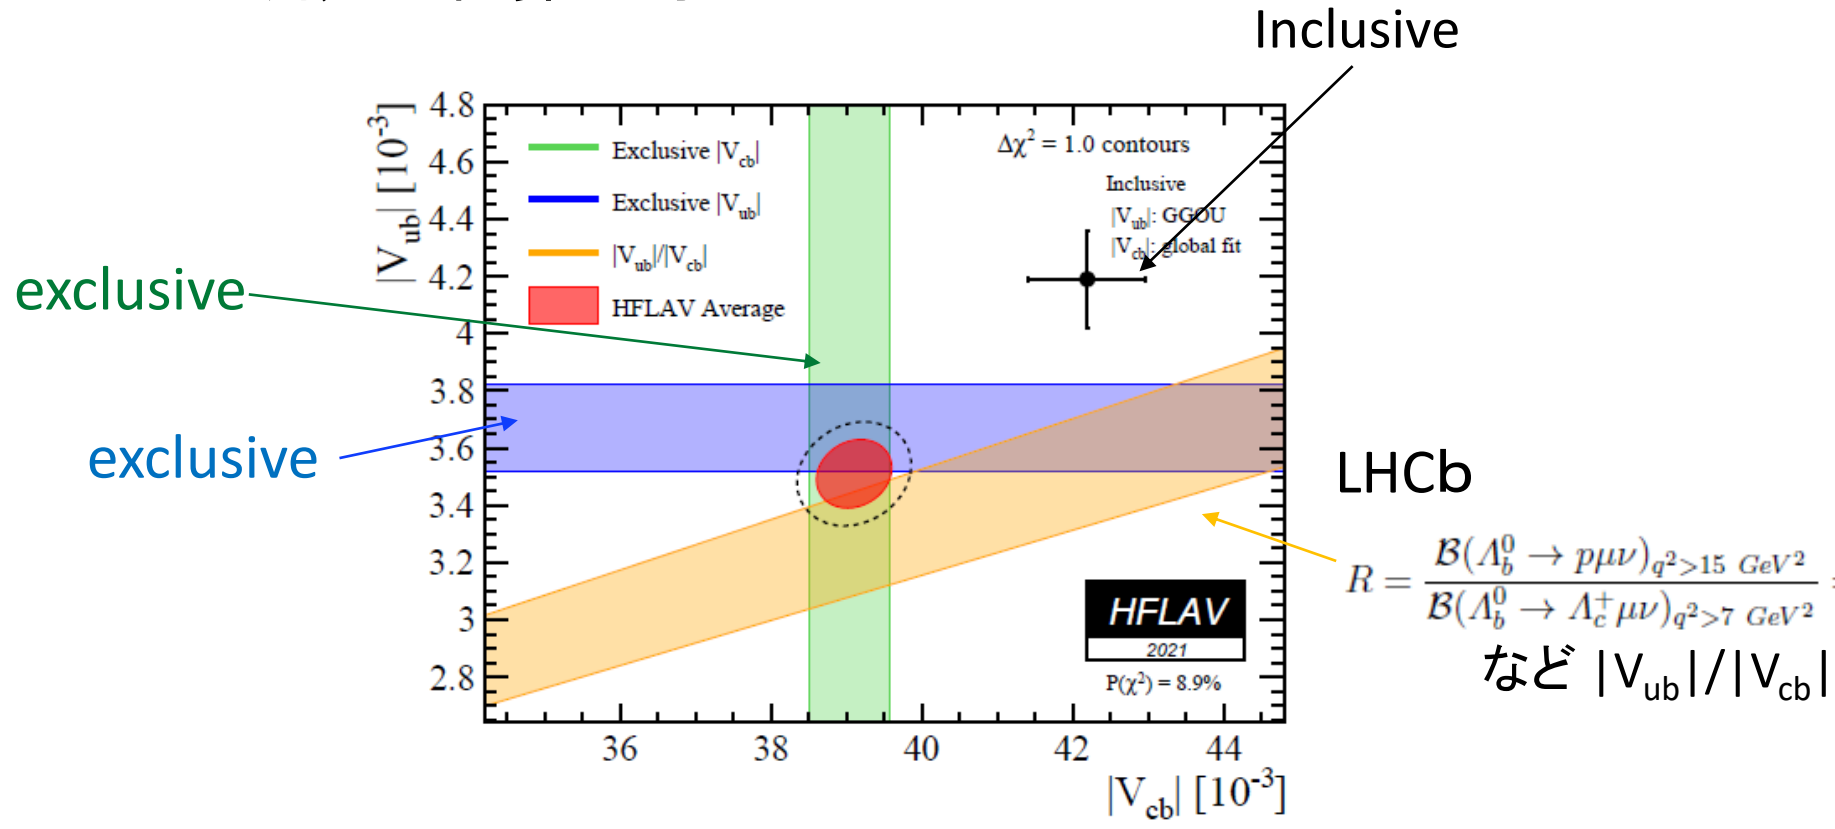 Inclusive
|V_ub| [10^-3]
4.8
4.6
4.4
4.2
4
3.8
3.6
3.4
3.2
3
2.8
Exclusive |V_cb|
Exclusive |V_ub|
|V_ub|/|V_cb|
HFLAV Average
Δχ² = 1.0 contours
Inclusive
|V_ub|: GGOU
|V_cb|: global fit
exclusive
exclusive
LHCb
R = B(Λ_b^0 → pμν)_{q²>15 GeV²} / B(Λ_b^0 → Λ_c^+ μν)_{q²>7 GeV²}
など |V_ub|/|V_cb|
HFLAV
2021
P(χ²) = 8.9%
36 38 40 42 44
|V_cb| [10^-3]